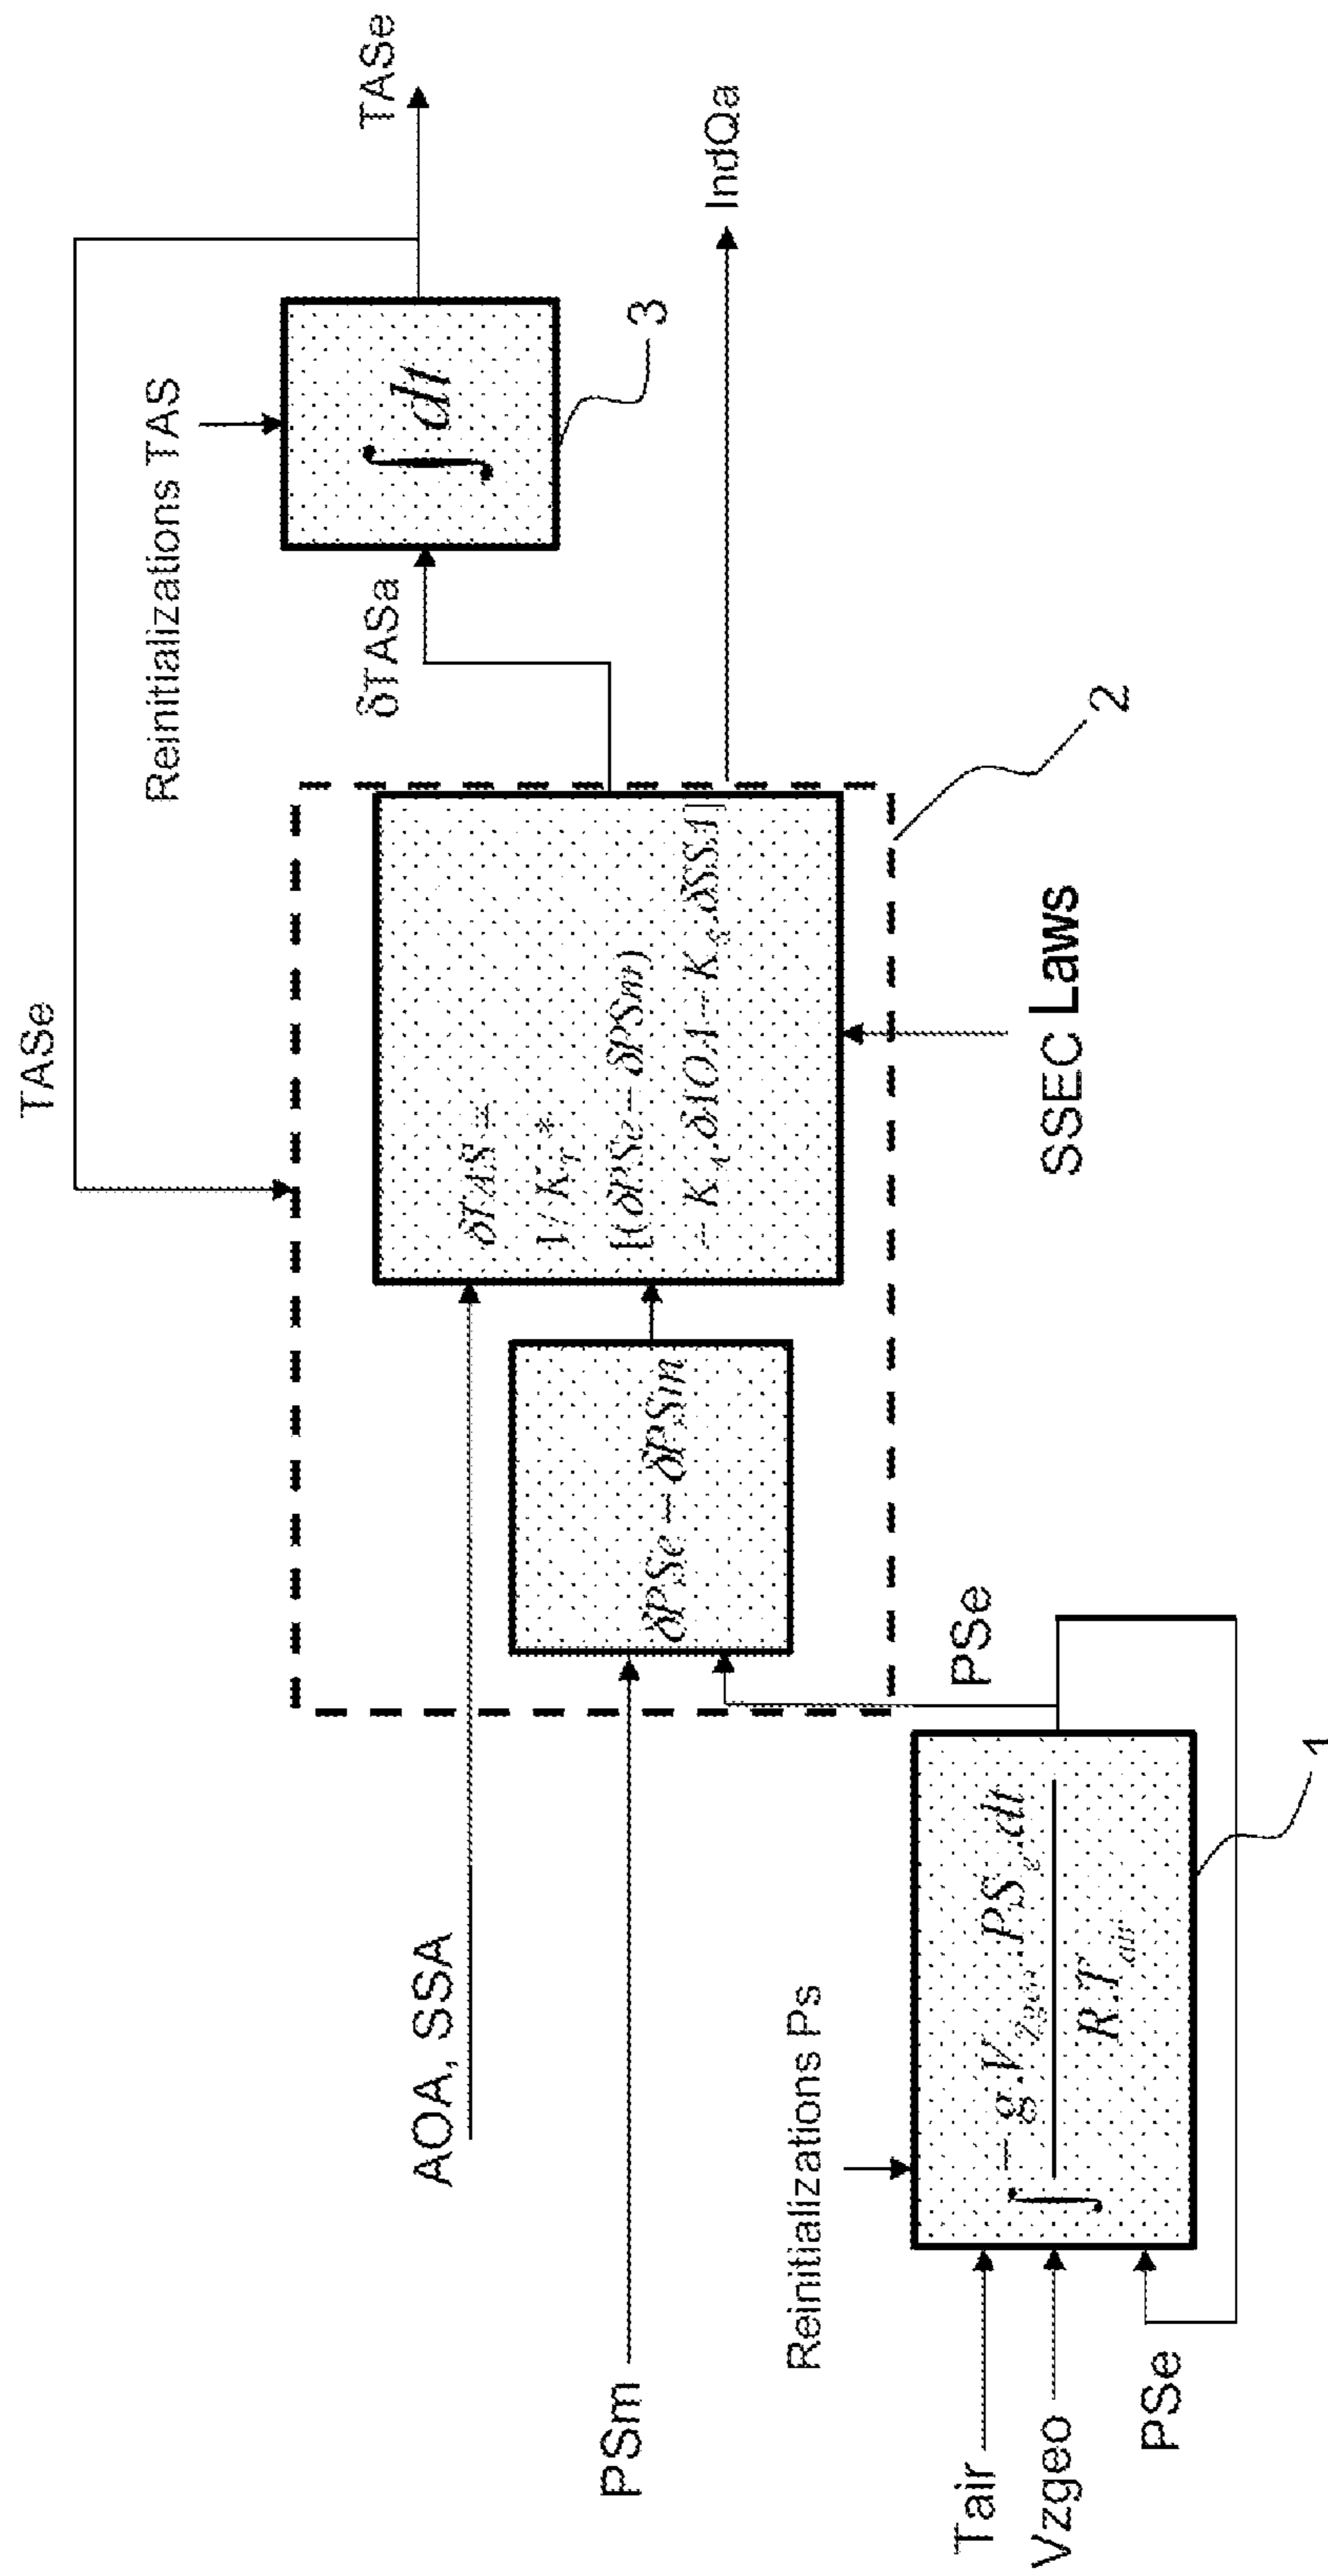 TASe
Reinitializations TAS
TASe
∫ dt
3
δTASa
IndQa
AOA, SSA
δTAS =
1/ K_T *
[(δPSe – δPSm)
– K_A.δAOA – K_S.δSSA]
PSm
δPSe – δPSm
2
SSEC Laws
Reinitializations Ps
PSe
Tair
Vzgeo
PSe
∫ – g.V_zgeo.PS_e.dt
R.T_air
1